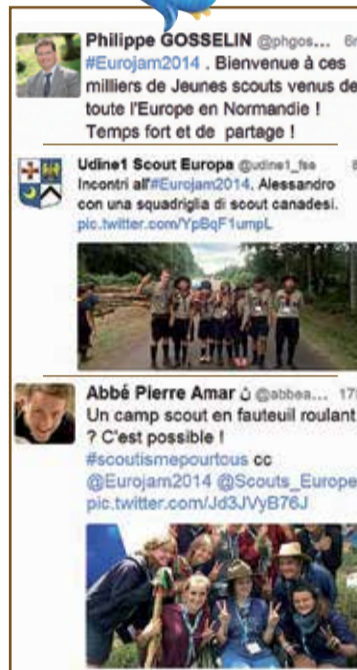 Philippe GOSSELIN @phgos...
#Eurojam2014 . Bienvenue à ces
milliers de Jeunes scouts venus de
toute l'Europe en Normandie !
Temps fort et de partage !
Udine1 Scout Europa @udine1_fse
Incontri all'#Eurojam2014. Alessandro
con una squadriglia di scout canadesi.
pic.twitter.com/YpBqF1umpL
Abbé Pierre Amar ن @abbea... 17
Un camp scout en fauteuil roulant
? C'est possible !
#scoutismepourtous cc
@Eurojam2014 @Scouts_Europe
pic.twitter.com/Jd3JVyB76J